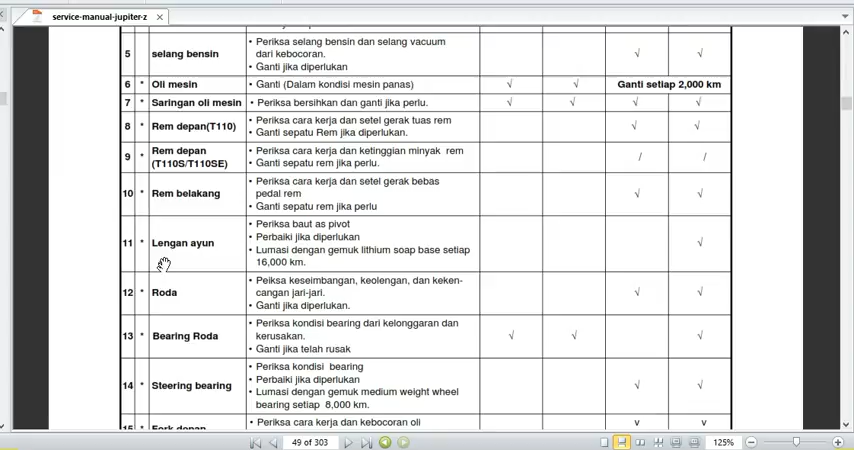 service-manual-jupiter-z
5 selang bensin • Periksa selang bensin dan selang vacuum
dari kebocoran.
• Ganti jika diperlukan √ √
6 * Oli mesin • Ganti (Dalam kondisi mesin panas) √ √ Ganti setiap 2,000 km
7 * Saringan oli mesin • Periksa bersihkan dan ganti jika perlu. √ √ √ √
8 * Rem depan(T110) • Periksa cara kerja dan setel gerak tuas rem
• Ganti sepatu Rem jika diperlukan. √ √
9 * Rem depan
(T110S/T110SE) • Periksa cara kerja dan ketinggian minyak rem
• Ganti sepatu rem jika perlu. / /
10 * Rem belakang • Periksa cara kerja dan setel gerak bebas
pedal rem
• Ganti sepatu rem jika perlu √ √
11 * Lengan ayun • Periksa baut as pivot
• Perbaiki jika diperlukan
• Lumasi dengan gemuk lithium soap base setiap
16,000 km. √
12 * Roda • Peiksa keseimbangan, keolengan, dan keken-
cangan jari-jari.
• Ganti jika diperlukan. √ √
13 * Bearing Roda • Periksa kondisi bearing dari kelonggaran dan
kerusakan.
• Ganti jika telah rusak √ √ √
14 * Steering bearing • Periksa kondisi bearing
• Perbaiki jika diperlukan
• Lumasi dengan gemuk medium weight wheel
bearing setiap 8,000 km. √ √
15 * Fork depan • Periksa cara kerja dan kebocoran oli v v
49 of 303
125%